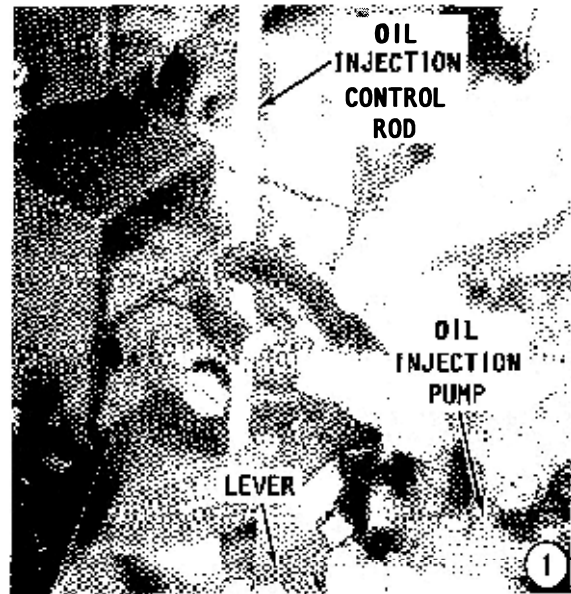 OIL
INJECTION
CONTROL
ROD
OIL
INJECTION
PUMP
LEVER
1